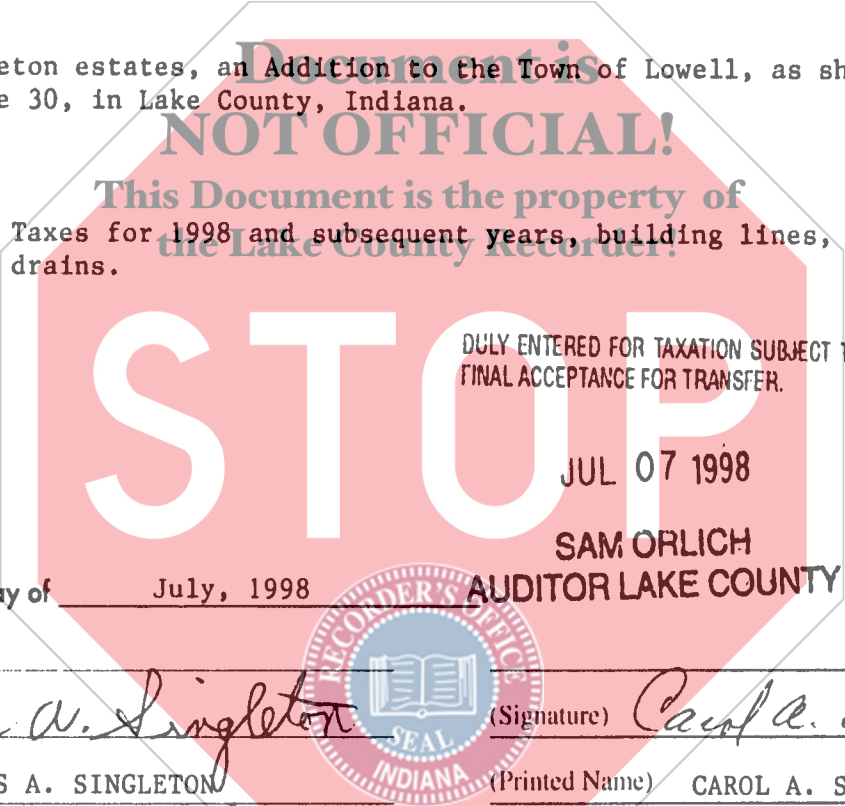 Document is
eton estates, an Addition to the Town of Lowell, as sh
e 30, in Lake County, Indiana.
NOT OFFICIAL!
This Document is the property of
Taxes for 1998 and subsequent years, building lines,
the Lake County Recorder!
drains.
STOP
DULY ENTERED FOR TAXATION SUBJECT T
FINAL ACCEPTANCE FOR TRANSFER.
JUL 07 1998
SAM ORLICH
AUDITOR LAKE COUNTY
ay of July, 1998
RECORDER'S OFFICE
SEAL
INDIANA
A. Singleton
(Signature) Carol A.
S A. SINGLETON
(Printed Name) CAROL A. S